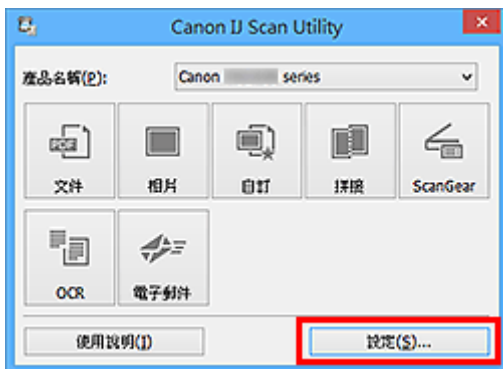 Canon IJ Scan Utility
產品名稱(P): Canon series
文件 相片 自訂 拼接 ScanGear
OCR 電子郵件
使用說明(I) 設定(S)...